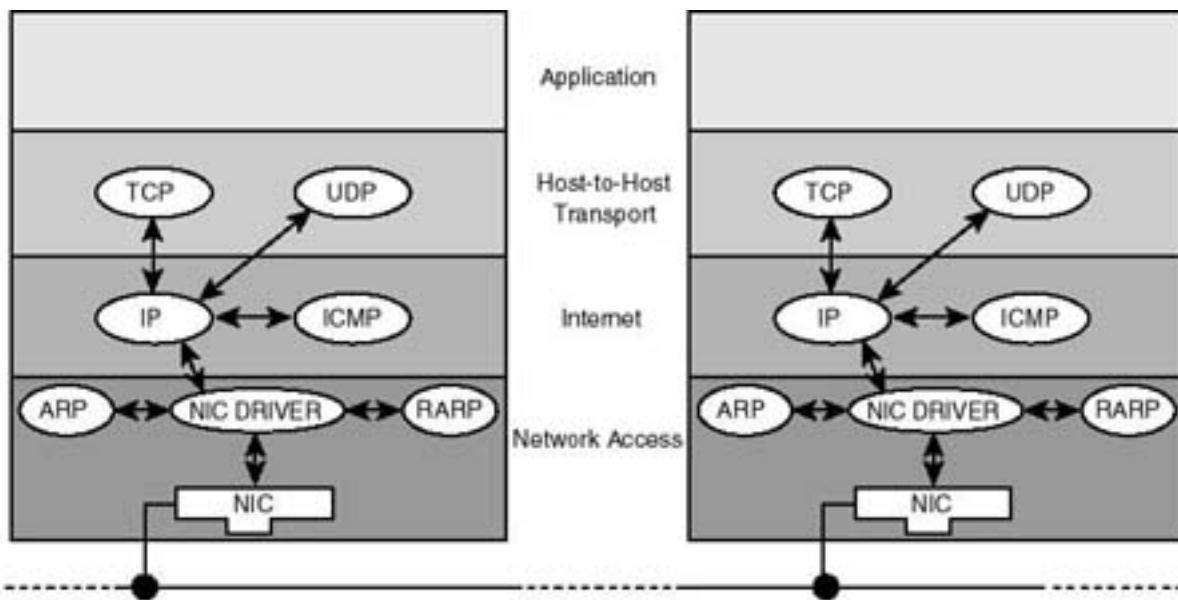 Application
TCP UDP Host-to-Host TCP UDP
Transport
IP ICMP Internet IP ICMP
ARP NIC DRIVER RARP ARP NIC DRIVER RARP
Network Access
NIC NIC